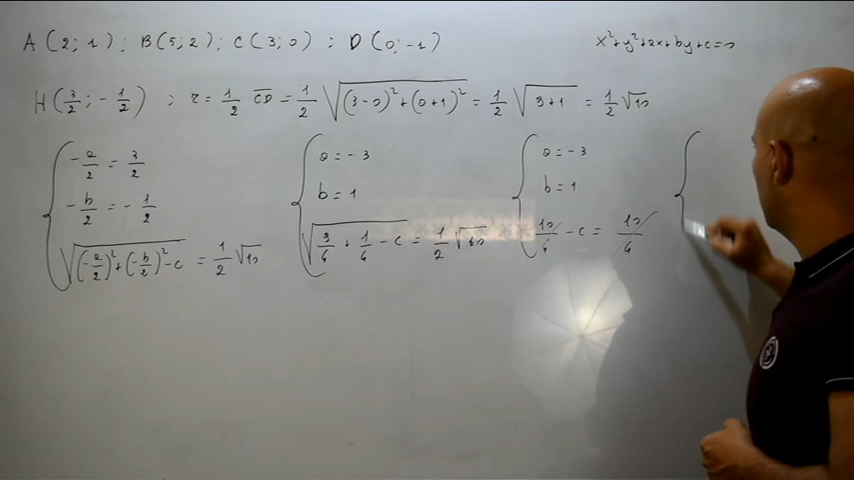 A (2; 1) ; B(5; 2) ; C (3; 0) ; D (0; -1)
x²+y²+ax+by+c=0
H(3/2; -1/2) ; r = 1/2 CD = 1/2 √((3-0)²+(0+1)²) = 1/2 √(9+1) = 1/2 √10
{ -a/2 = 3/2
-b/2 = -1/2
√((-a/2)²+(-b/2)²-c) = 1/2 √10
{ a = -3
b = 1
√(9/4 + 1/4 - c) = 1/2 √10
{ a = -3
b = 1
10/4 - c = 10/4
{